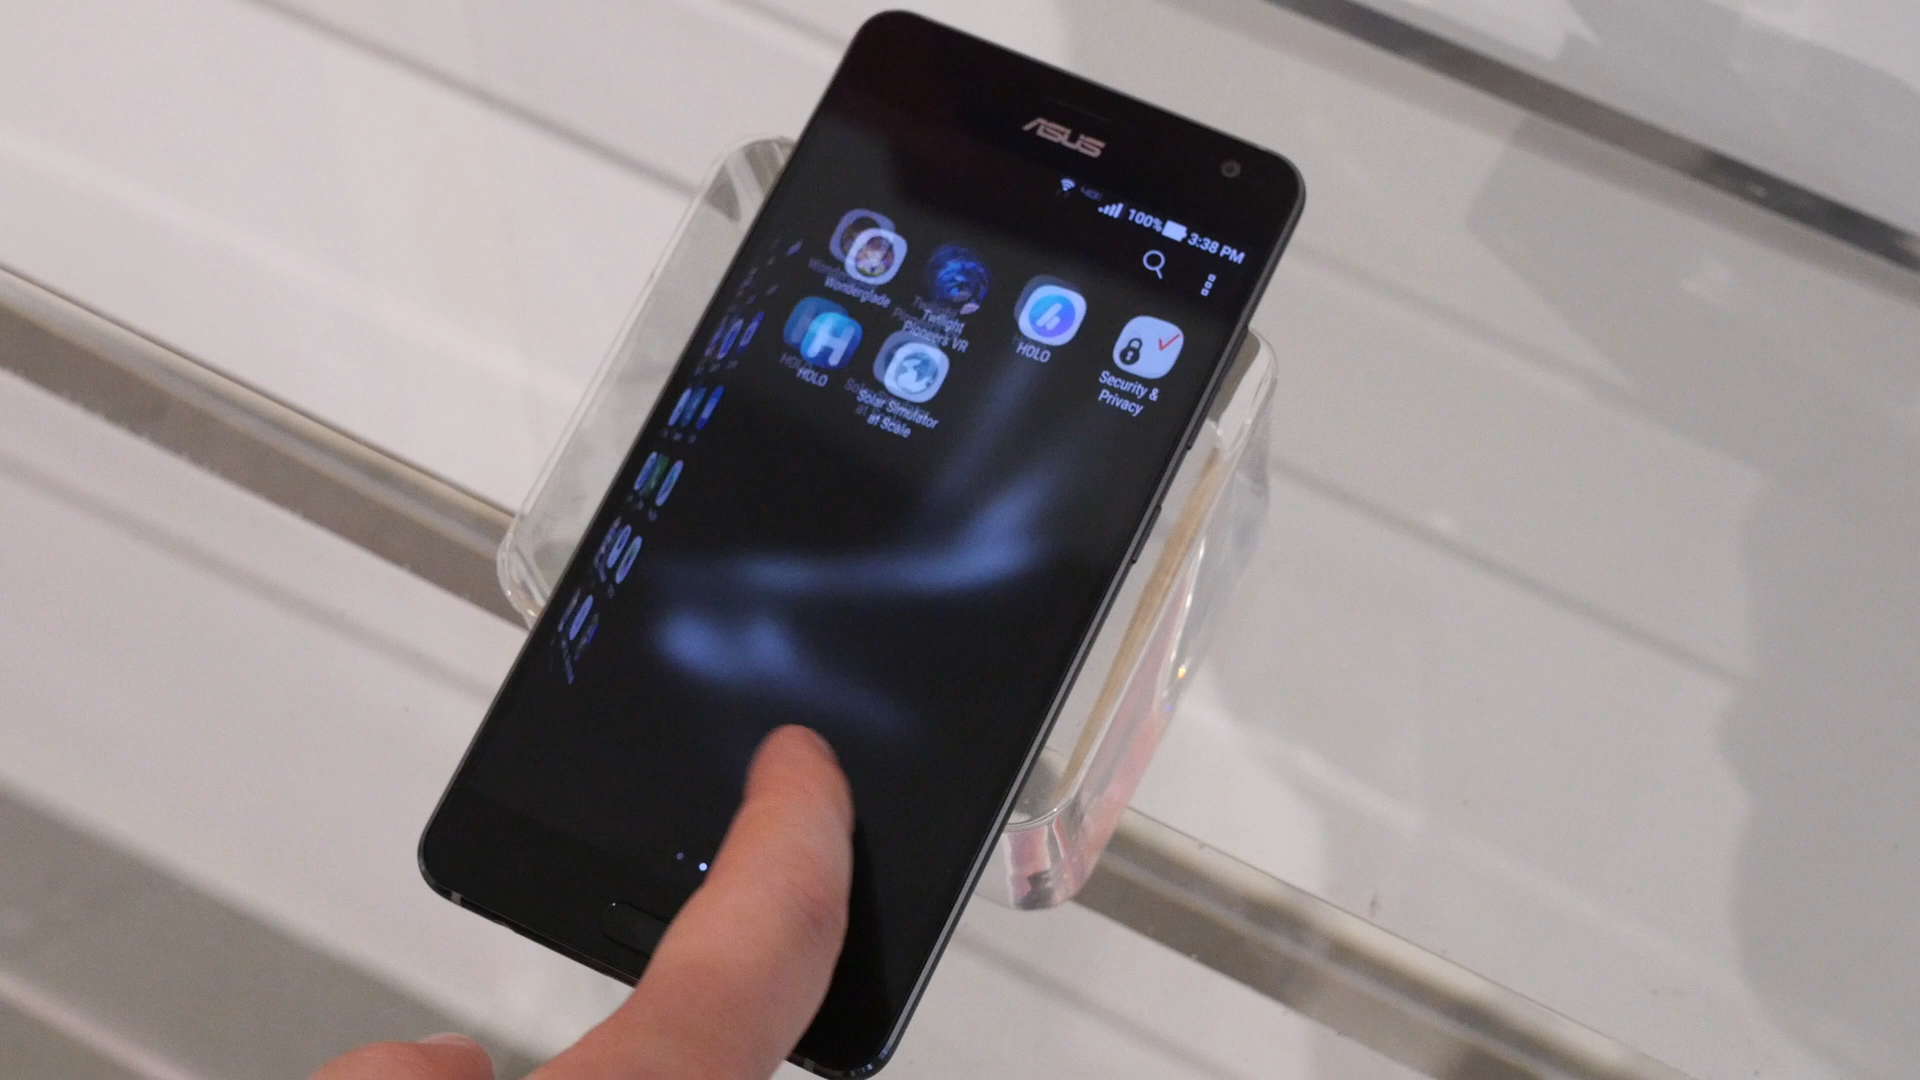 ASUS
100% 3:38 PM
Wonderglade
Twilight
Pioneers VR
HOLO
Security &
Privacy
HOLO
Solar Simulator
at Scale